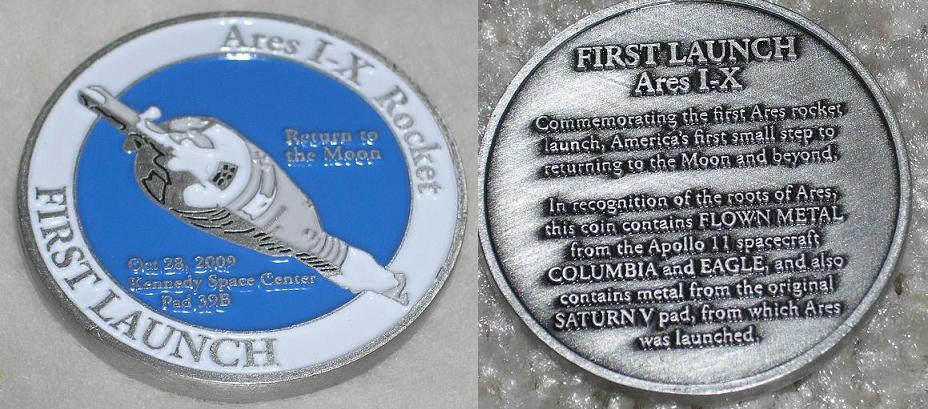 Ares I-X Rocket
Return to
the Moon
Oct 28, 2009
Kennedy Space Center
Pad 39B
FIRST LAUNCH
FIRST LAUNCH
Ares I-X
Commemorating the first Ares rocket
launch, America's first small step to
returning to the Moon and beyond.
In recognition of the roots of Ares,
this coin contains FLOWN METAL
from the Apollo 11 spacecraft
COLUMBIA and EAGLE, and also
contains metal from the original
SATURN V pad, from which Ares
was launched.